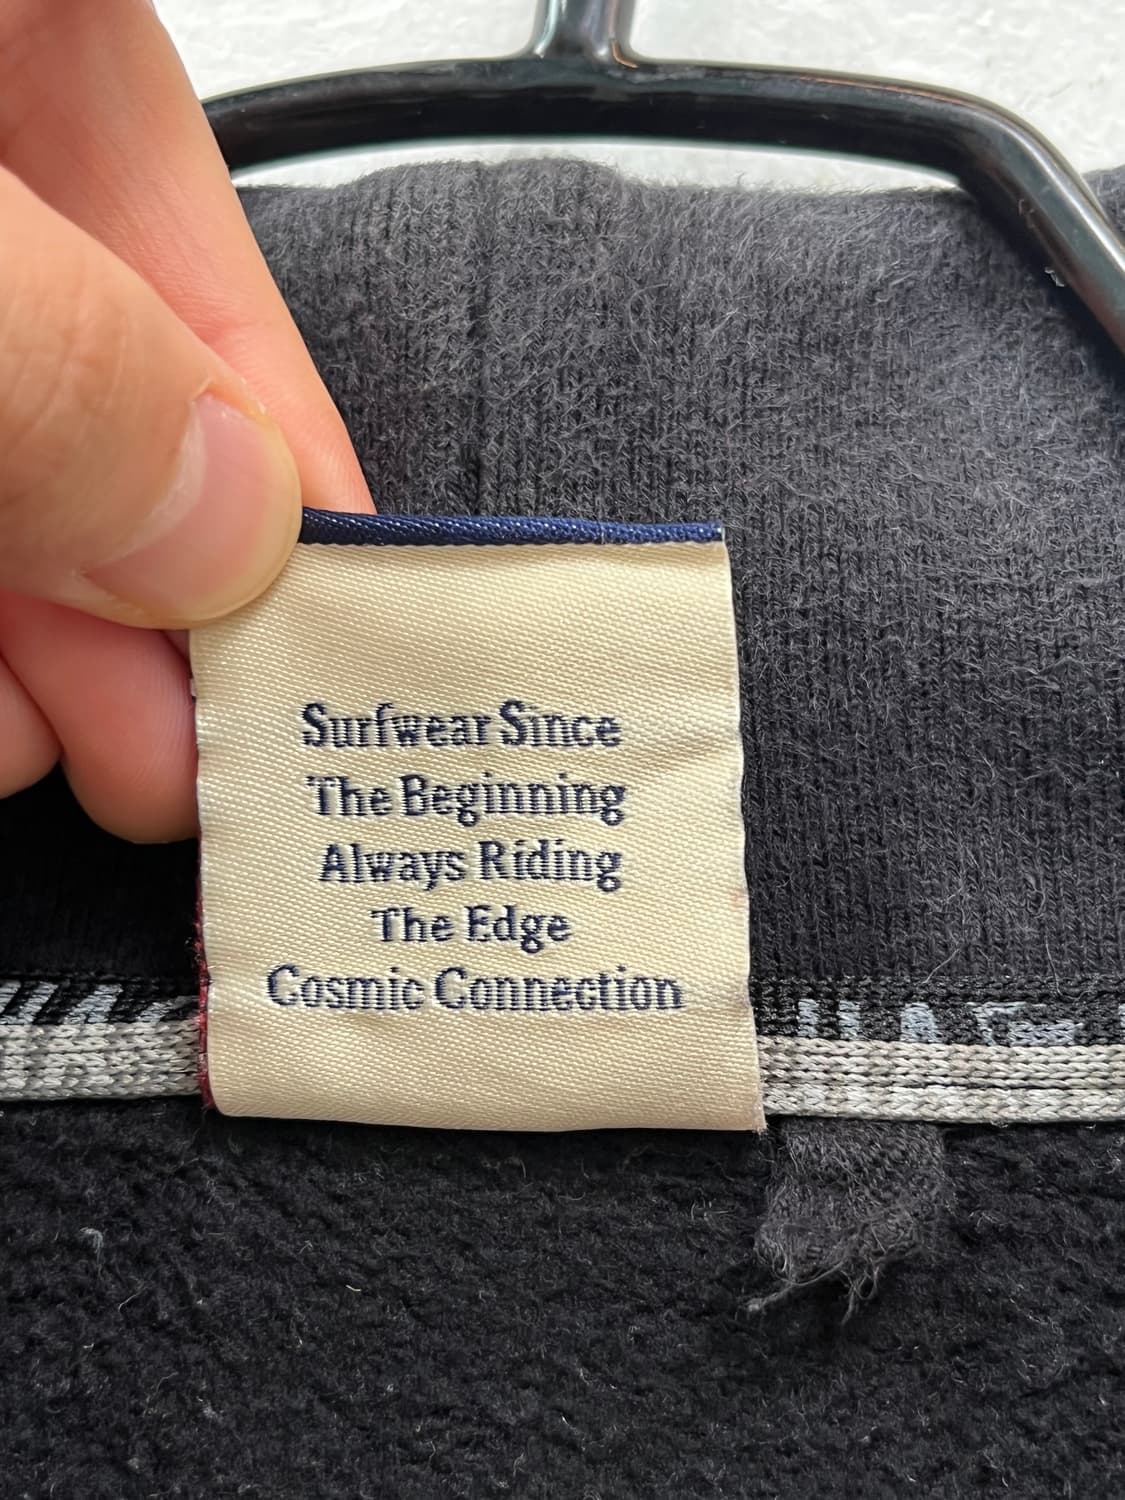 Surfwear Since
The Beginning
Always Riding
The Edge
Cosmic Connection